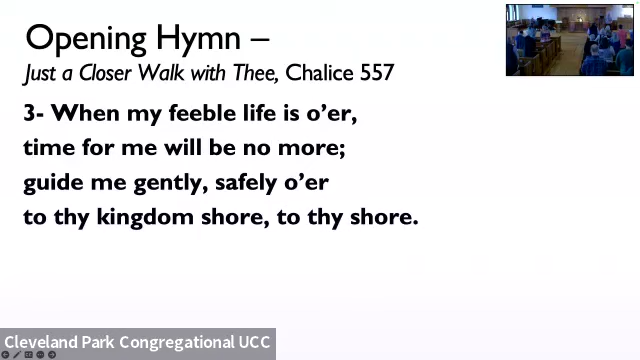 Opening Hymn –
Just a Closer Walk with Thee, Chalice 557
3- When my feeble life is o’er,
time for me will be no more;
guide me gently, safely o’er
to thy kingdom shore, to thy shore.
Cleveland Park Congregational UCC